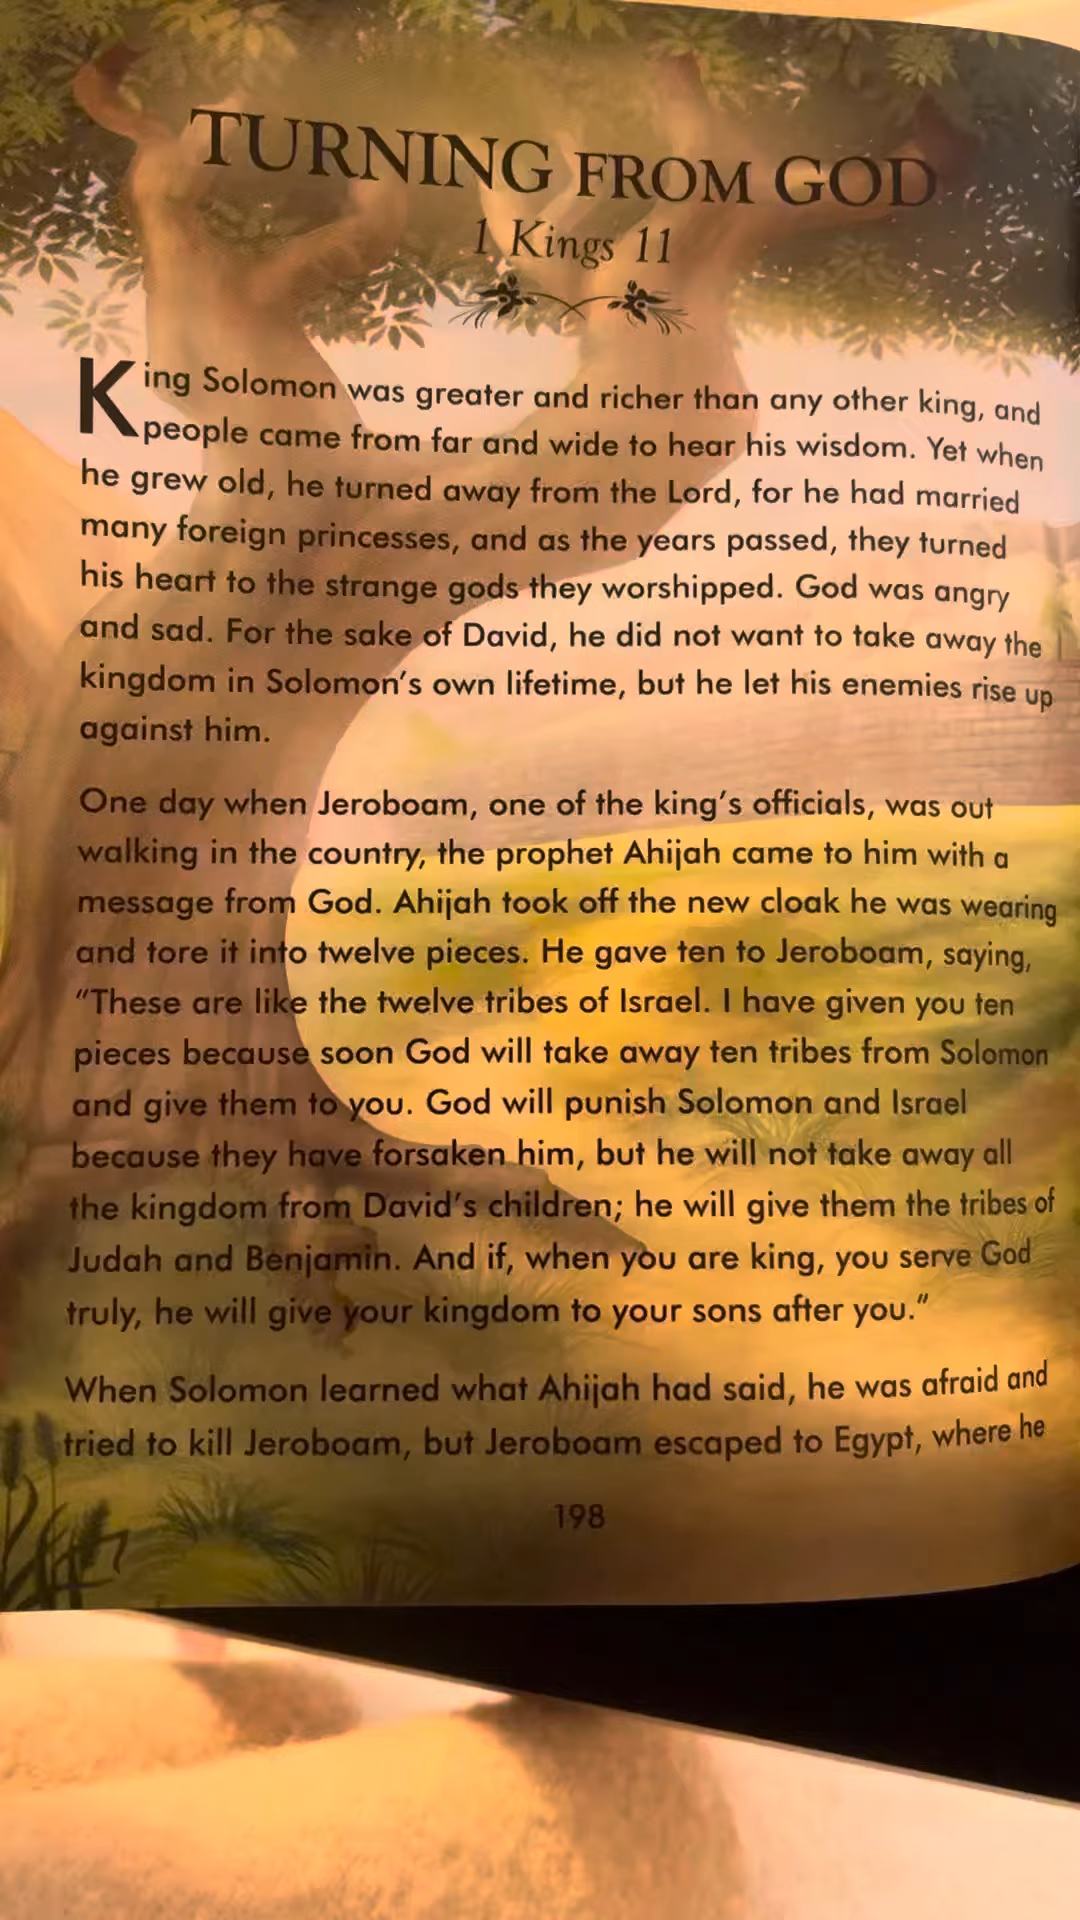 TURNING FROM GOD
1 Kings 11
King Solomon was greater and richer than any other king, and
people came from far and wide to hear his wisdom. Yet when
he grew old, he turned away from the Lord, for he had married
many foreign princesses, and as the years passed, they turned
his heart to the strange gods they worshipped. God was angry
and sad. For the sake of David, he did not want to take away the
kingdom in Solomon's own lifetime, but he let his enemies rise up
against him.
One day when Jeroboam, one of the king's officials, was out
walking in the country, the prophet Ahijah came to him with a
message from God. Ahijah took off the new cloak he was wearing
and tore it into twelve pieces. He gave ten to Jeroboam, saying,
"These are like the twelve tribes of Israel. I have given you ten
pieces because soon God will take away ten tribes from Solomon
and give them to you. God will punish Solomon and Israel
because they have forsaken him, but he will not take away all
the kingdom from David's children; he will give them the tribes of
Judah and Benjamin. And if, when you are king, you serve God
truly, he will give your kingdom to your sons after you."
When Solomon learned what Ahijah had said, he was afraid and
tried to kill Jeroboam, but Jeroboam escaped to Egypt, where he
198